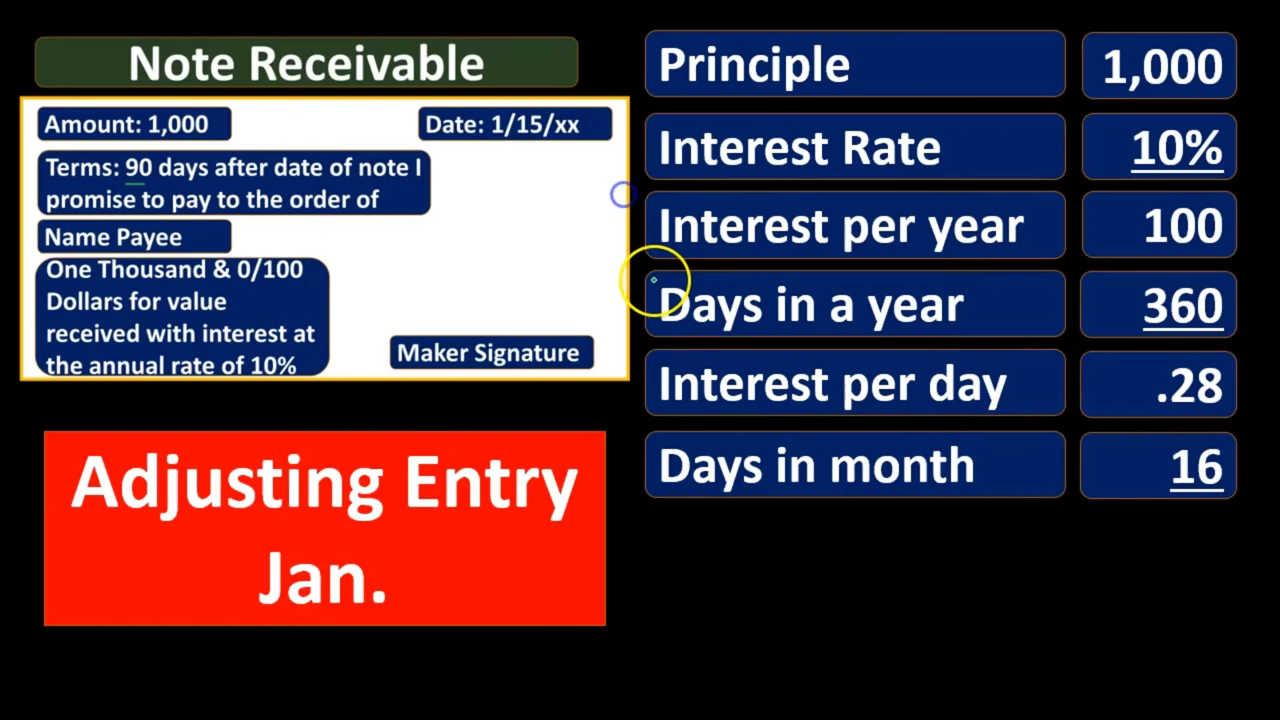 Note Receivable
Amount: 1,000
Date: 1/15/xx
Terms: 90 days after date of note I
promise to pay to the order of
Name Payee
One Thousand & 0/100
Dollars for value
received with interest at
the annual rate of 10%
Maker Signature
Adjusting Entry
Jan.
Principle 1,000
Interest Rate 10%
Interest per year 100
Days in a year 360
Interest per day .28
Days in month 16